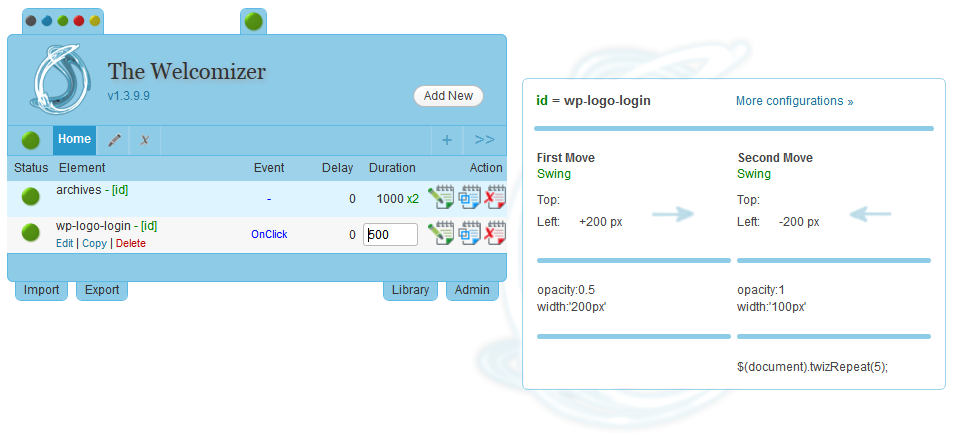 The Welcomizer
v1.3.9.9
Add New
Home x + >>
Status Element Event Delay Duration Action
archives - [id] - 0 1000 x2
wp-logo-login - [id] OnClick 0 500
Edit | Copy | Delete
Import Export Library Admin
id = wp-logo-login More configurations »
First Move Second Move
Swing Swing
Top: Top:
Left: +200 px Left: -200 px
opacity:0.5 opacity:1
width:'200px' width:'100px'
$(document).twizRepeat(5);